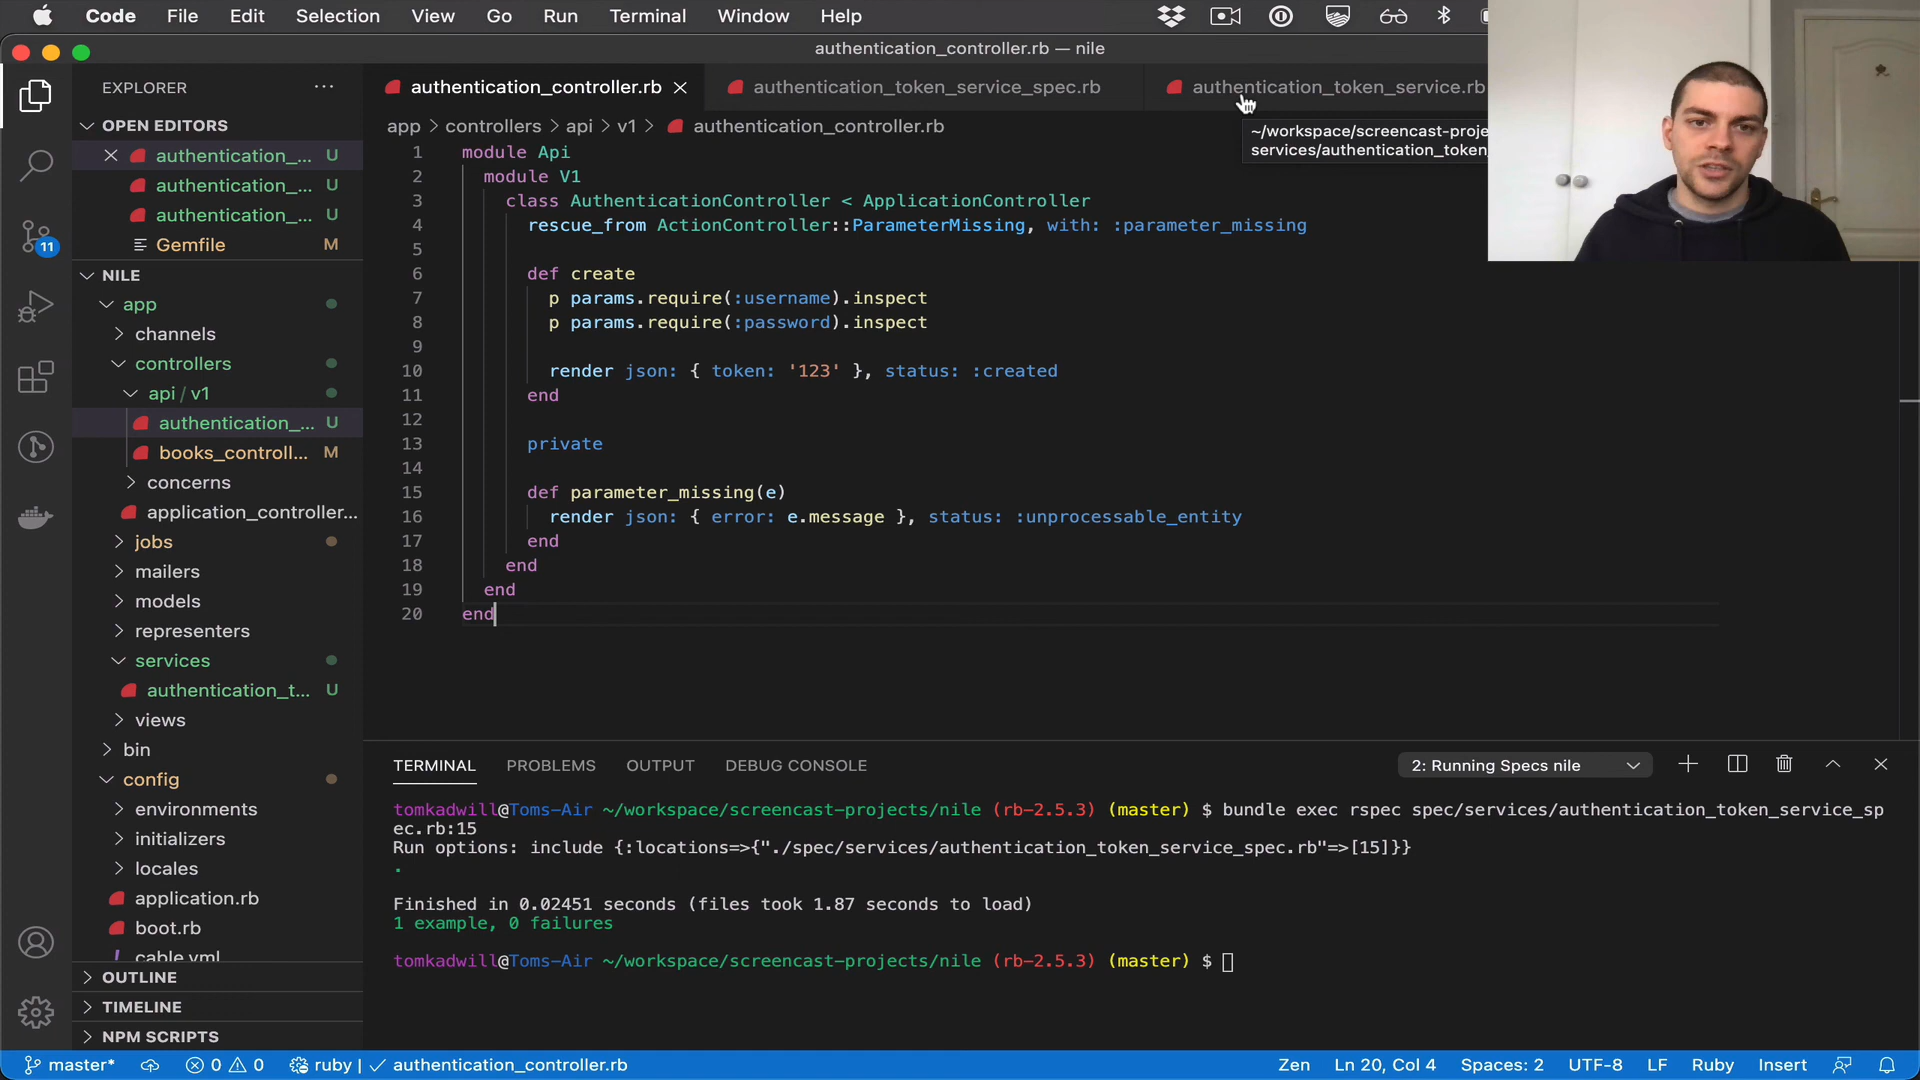 Code File Edit Selection View Go Run Terminal Window Help
authentication_controller.rb — nile
EXPLORER
authentication_controller.rb authentication_token_service_spec.rb authentication_token_service.rb
OPEN EDITORS
app > controllers > api > v1 > authentication_controller.rb
~/workspace/screencast-proje
services/authentication_token_
authentication_... U
authentication_... U
authentication_... U
Gemfile M
NILE
app
channels
controllers
api / v1
authentication_... U
books_controll... M
concerns
application_controller...
jobs
mailers
models
representers
services
authentication_t... U
views
bin
config
environments
initializers
locales
application.rb
boot.rb
cable.yml
OUTLINE
TIMELINE
NPM SCRIPTS
11
1 module Api
2 module V1
3 class AuthenticationController < ApplicationController
4 rescue_from ActionController::ParameterMissing, with: :parameter_missing
5
6 def create
7 p params.require(:username).inspect
8 p params.require(:password).inspect
9
10 render json: { token: '123' }, status: :created
11 end
12
13 private
14
15 def parameter_missing(e)
16 render json: { error: e.message }, status: :unprocessable_entity
17 end
18 end
19 end
20 end
TERMINAL PROBLEMS OUTPUT DEBUG CONSOLE 2: Running Specs nile
tomkadwill@Toms-Air ~/workspace/screencast-projects/nile (rb-2.5.3) (master) $ bundle exec rspec spec/services/authentication_token_service_sp
ec.rb:15
Run options: include {:locations=>{"./spec/services/authentication_token_service_spec.rb"=>[15]}}
.
Finished in 0.02451 seconds (files took 1.87 seconds to load)
1 example, 0 failures
tomkadwill@Toms-Air ~/workspace/screencast-projects/nile (rb-2.5.3) (master) $
master* 0 0 ruby | ✓ authentication_controller.rb Zen Ln 20, Col 4 Spaces: 2 UTF-8 LF Ruby Insert